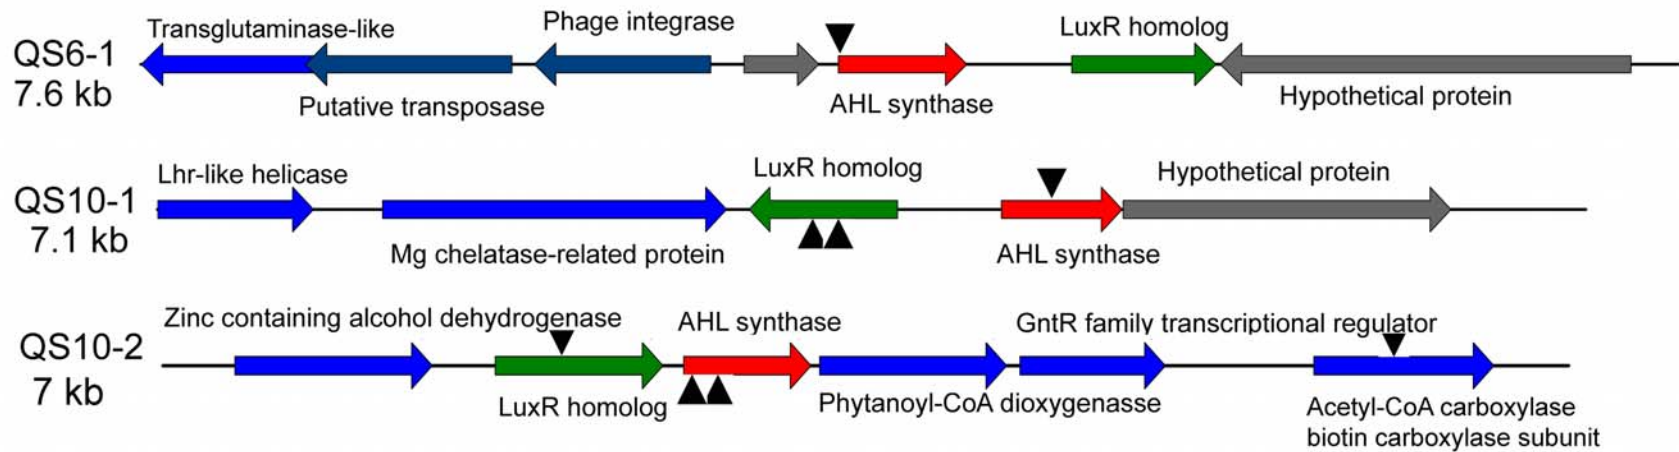 Transglutaminase-like
Phage integrase
LuxR homolog
QS6-1
7.6 kb
Putative transposase
AHL synthase
Hypothetical protein
Lhr-like helicase
LuxR homolog
Hypothetical protein
QS10-1
7.1 kb
Mg chelatase-related protein
AHL synthase
Zinc containing alcohol dehydrogenase
AHL synthase
GntR family transcriptional regulator
QS10-2
7 kb
LuxR homolog
Phytanoyl-CoA dioxygenasse
Acetyl-CoA carboxylase
biotin carboxylase subunit